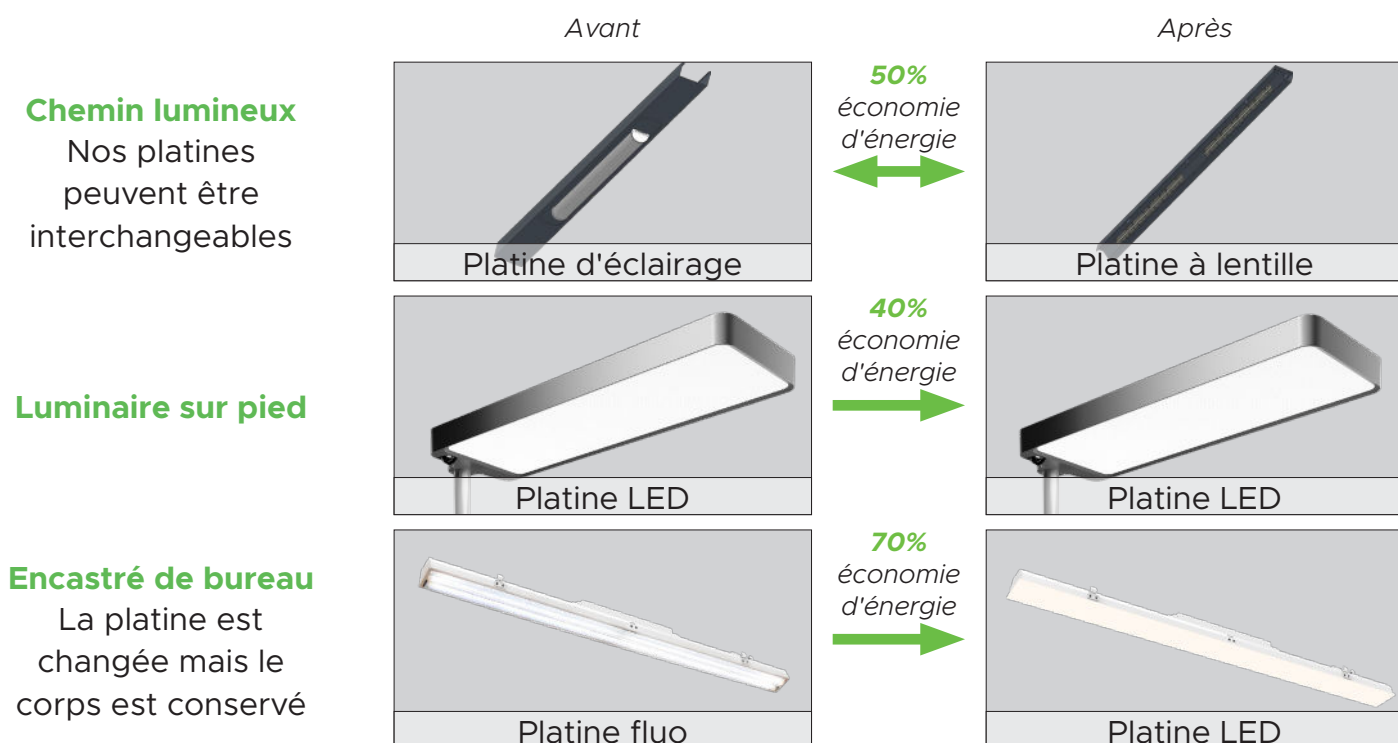 Avant
Après
Chemin lumineux
Nos platines
peuvent être
interchangeables
50%
économie
d'énergie
Platine d'éclairage
Platine à lentille
Luminaire sur pied
40%
économie
d'énergie
Platine LED
Platine LED
Encastré de bureau
La platine est
changée mais le
corps est conservé
70%
économie
d'énergie
Platine fluo
Platine LED